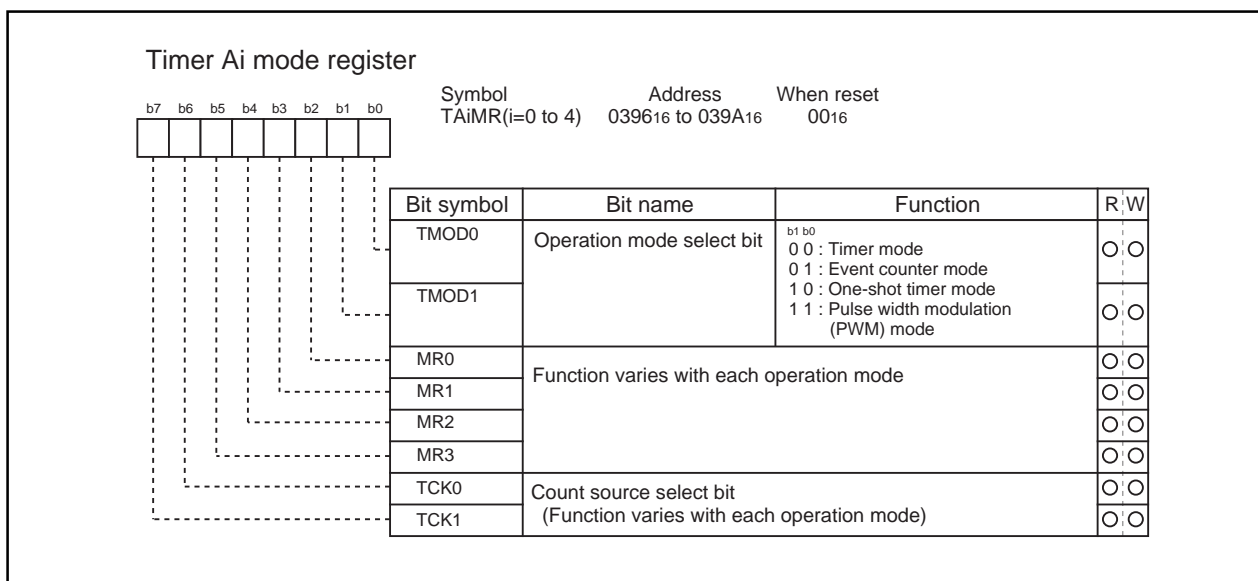 Timer Ai mode register
Symbol Address When reset
TAiMR(i=0 to 4) 039616 to 039A16 0016
b7 b6 b5 b4 b3 b2 b1 b0
Bit symbol Bit name Function R W
TMOD0 Operation mode select bit b1 b0
0 0 : Timer mode
0 1 : Event counter mode
TMOD1 1 0 : One-shot timer mode
1 1 : Pulse width modulation
(PWM) mode
MR0 Function varies with each operation mode
MR1
MR2
MR3
TCK0 Count source select bit
TCK1 (Function varies with each operation mode)